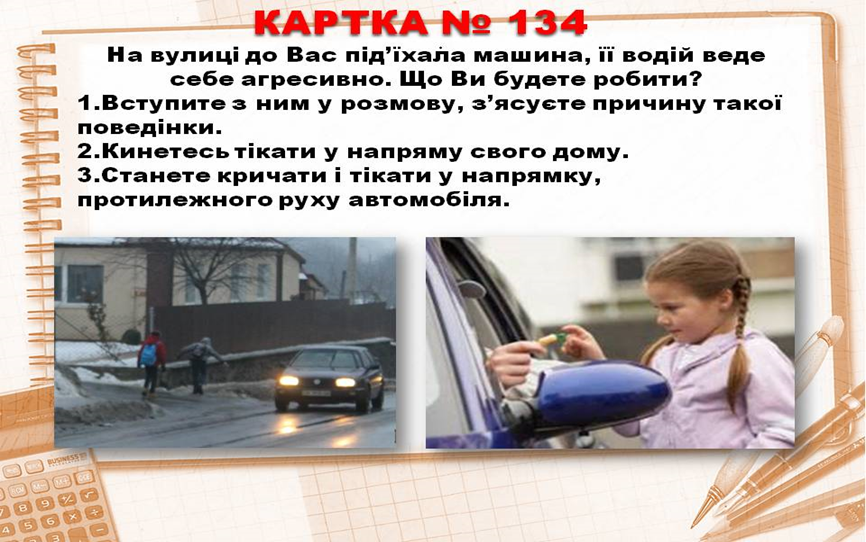 КАРТКА № 134
На вулиці до Вас під’їхала машина, її водій веде
себе агресивно. Що Ви будете робити?
1.Вступите з ним у розмову, з’ясуєте причину такої
поведінки.
2.Кинетесь тікати у напряму свого дому.
3.Станете кричати і тікати у напрямку,
протилежного руху автомобіля.